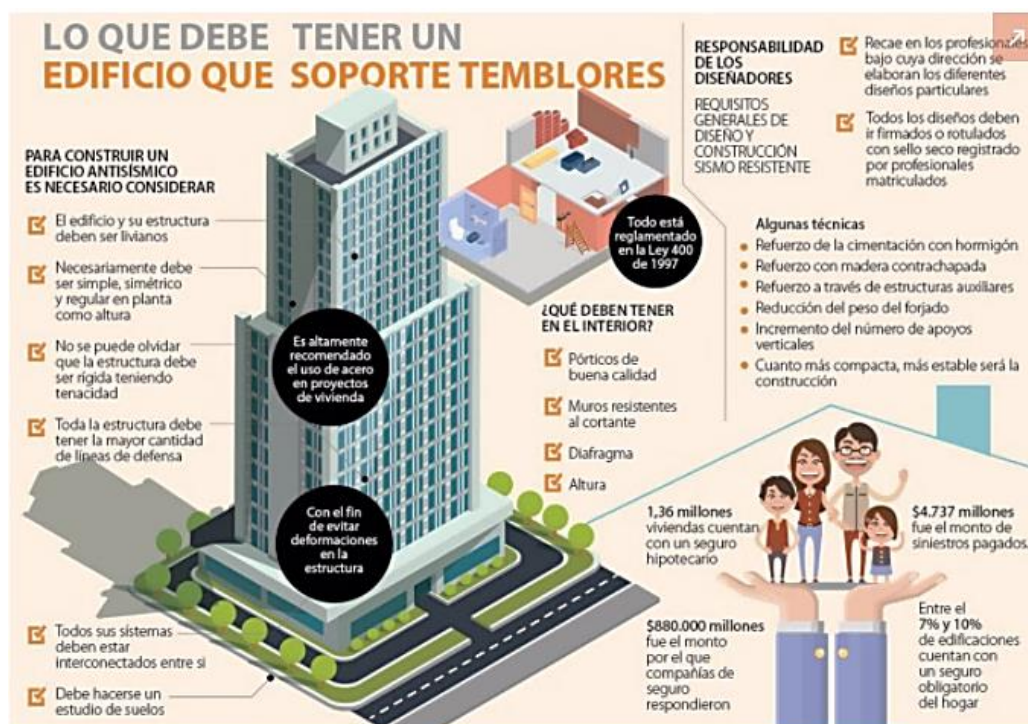 LO QUE DEBE TENER UN
EDIFICIO QUE SOPORTE TEMBLORES
PARA CONSTRUIR UN
EDIFICIO ANTISÍSMICO
ES NECESARIO CONSIDERAR
El edificio y su estructura
deben ser livianos
Necesariamente debe
ser simple, simétrico
y regular en planta
como altura
No se puede olvidar
que la estructura debe
ser rígida teniendo
tenacidad
Toda la estructura debe
tener la mayor cantidad
de líneas de defensa
Todos sus sistemas
deben estar
interconectados entre si
Debe hacerse un
estudio de suelos
Es altamente
recomendado
el uso de acero
en proyectos
de vivienda
Con el fin
de evitar
deformaciones
en la
estructura
Todo está
reglamentado
en la Ley 400
de 1997
¿QUÉ DEBEN TENER
EN EL INTERIOR?
Pórticos de
buena calidad
Muros resistentes
al cortante
Diafragma
Altura
RESPONSABILIDAD
DE LOS
DISEÑADORES
REQUISITOS
GENERALES DE
DISEÑO Y
CONSTRUCCIÓN
SISMO RESISTENTE
Recae en los profesionales
bajo cuya dirección se
elaboran los diferentes
diseños particulares
Todos los diseños deben
ir firmados o rotulados
con sello seco registrado
por profesionales
matriculados
Algunas técnicas
Refuerzo de la cimentación con hormigón
Refuerzo con madera contrachapada
Refuerzo a través de estructuras auxiliares
Reducción del peso del forjado
Incremento del número de apoyos
verticales
Cuanto más compacta, más estable será la
construcción
1,36 millones
viviendas cuentan
con un seguro
hipotecario
$4.737 millones
fue el monto de
siniestros pagados.
$880.000 millones
fue el monto
por el que
compañías de
seguro
respondieron
Entre el
7% y 10%
de edificaciones
cuentan con
un seguro
obligatorio
del hogar